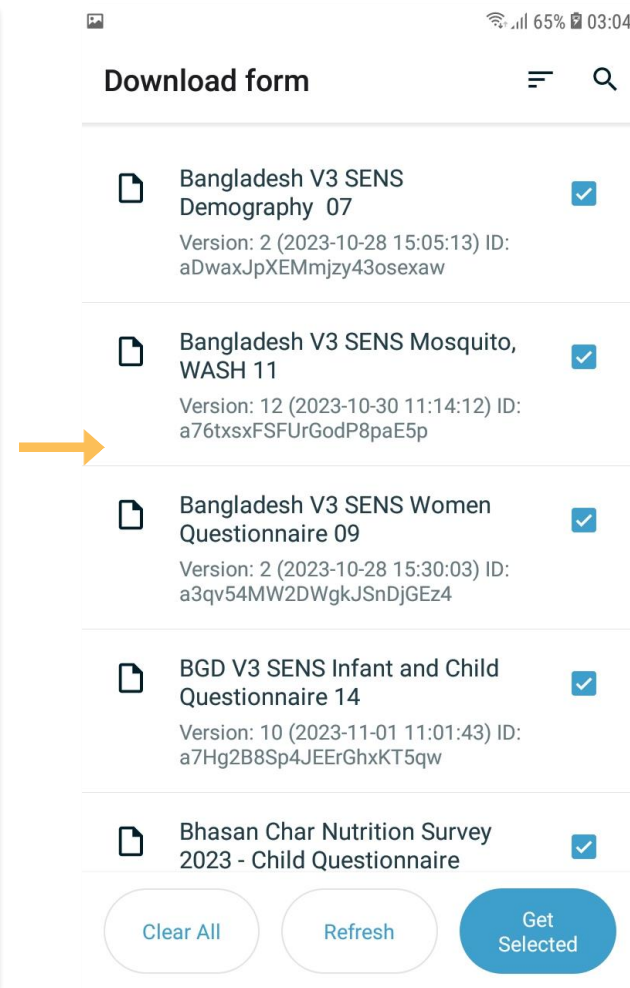 65% 03:04
Download form
Bangladesh V3 SENS
Demography 07
Version: 2 (2023-10-28 15:05:13) ID:
aDwaxJpXEMmjzy43osexaw
Bangladesh V3 SENS Mosquito,
WASH 11
Version: 12 (2023-10-30 11:14:12) ID:
a76txsxFSFUrGodP8paE5p
Bangladesh V3 SENS Women
Questionnaire 09
Version: 2 (2023-10-28 15:30:03) ID:
a3qv54MW2DWgkJSnDjGEz4
BGD V3 SENS Infant and Child
Questionnaire 14
Version: 10 (2023-11-01 11:01:43) ID:
a7Hg2B8Sp4JEErGhxKT5qw
Bhasan Char Nutrition Survey
2023 - Child Questionnaire
Clear All
Refresh
Get
Selected